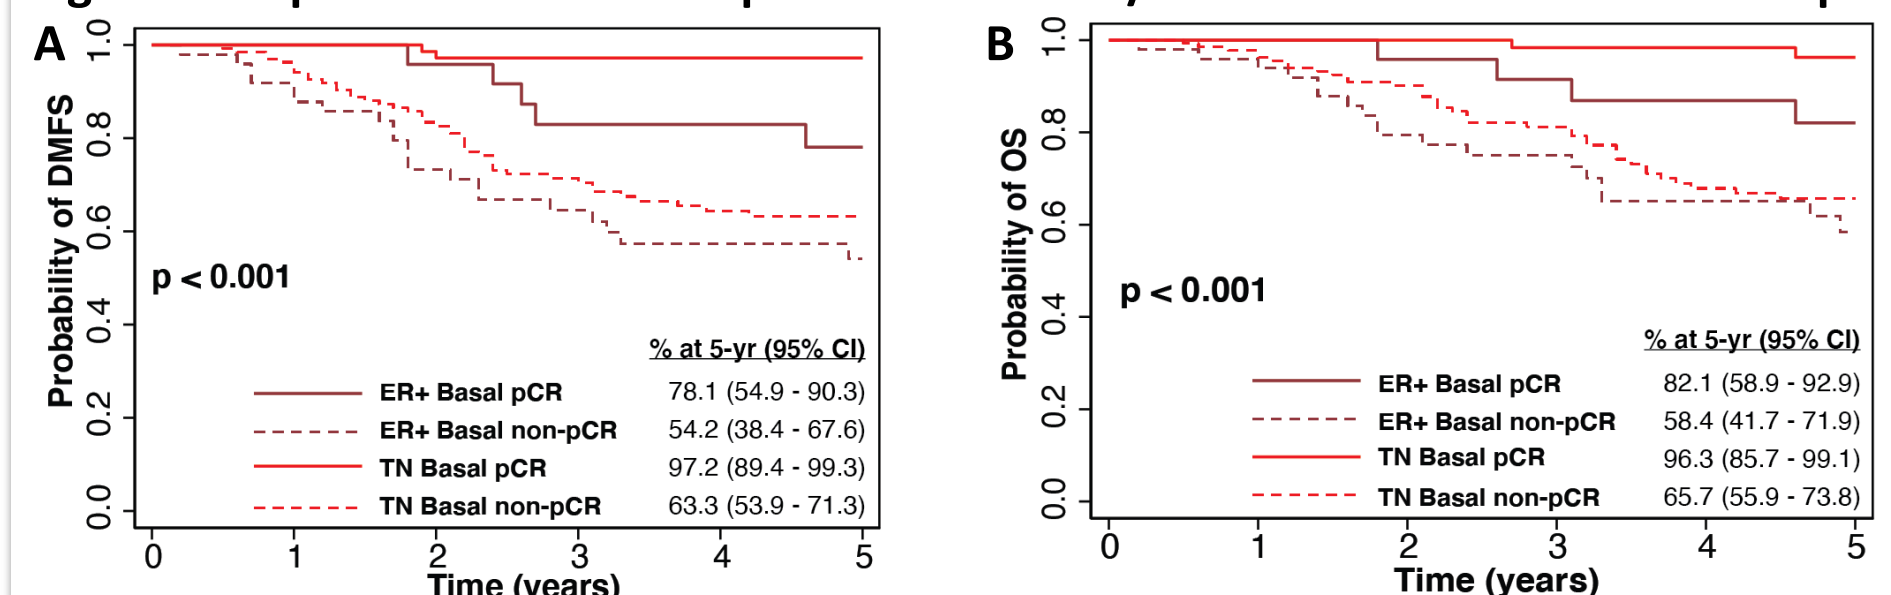 A
Probability of DMFS
1.0
0.8
0.6
0.4
0.2
0.0
p < 0.001
% at 5-yr (95% CI)
ER+ Basal pCR 78.1 (54.9 - 90.3)
ER+ Basal non-pCR 54.2 (38.4 - 67.6)
TN Basal pCR 97.2 (89.4 - 99.3)
TN Basal non-pCR 63.3 (53.9 - 71.3)
0 1 2 3 4 5
Time (years)
B
Probability of OS
1.0
0.8
0.6
0.4
0.2
0.0
p < 0.001
% at 5-yr (95% CI)
ER+ Basal pCR 82.1 (58.9 - 92.9)
ER+ Basal non-pCR 58.4 (41.7 - 71.9)
TN Basal pCR 96.3 (85.7 - 99.1)
TN Basal non-pCR 65.7 (55.9 - 73.8)
0 1 2 3 4 5
Time (years)